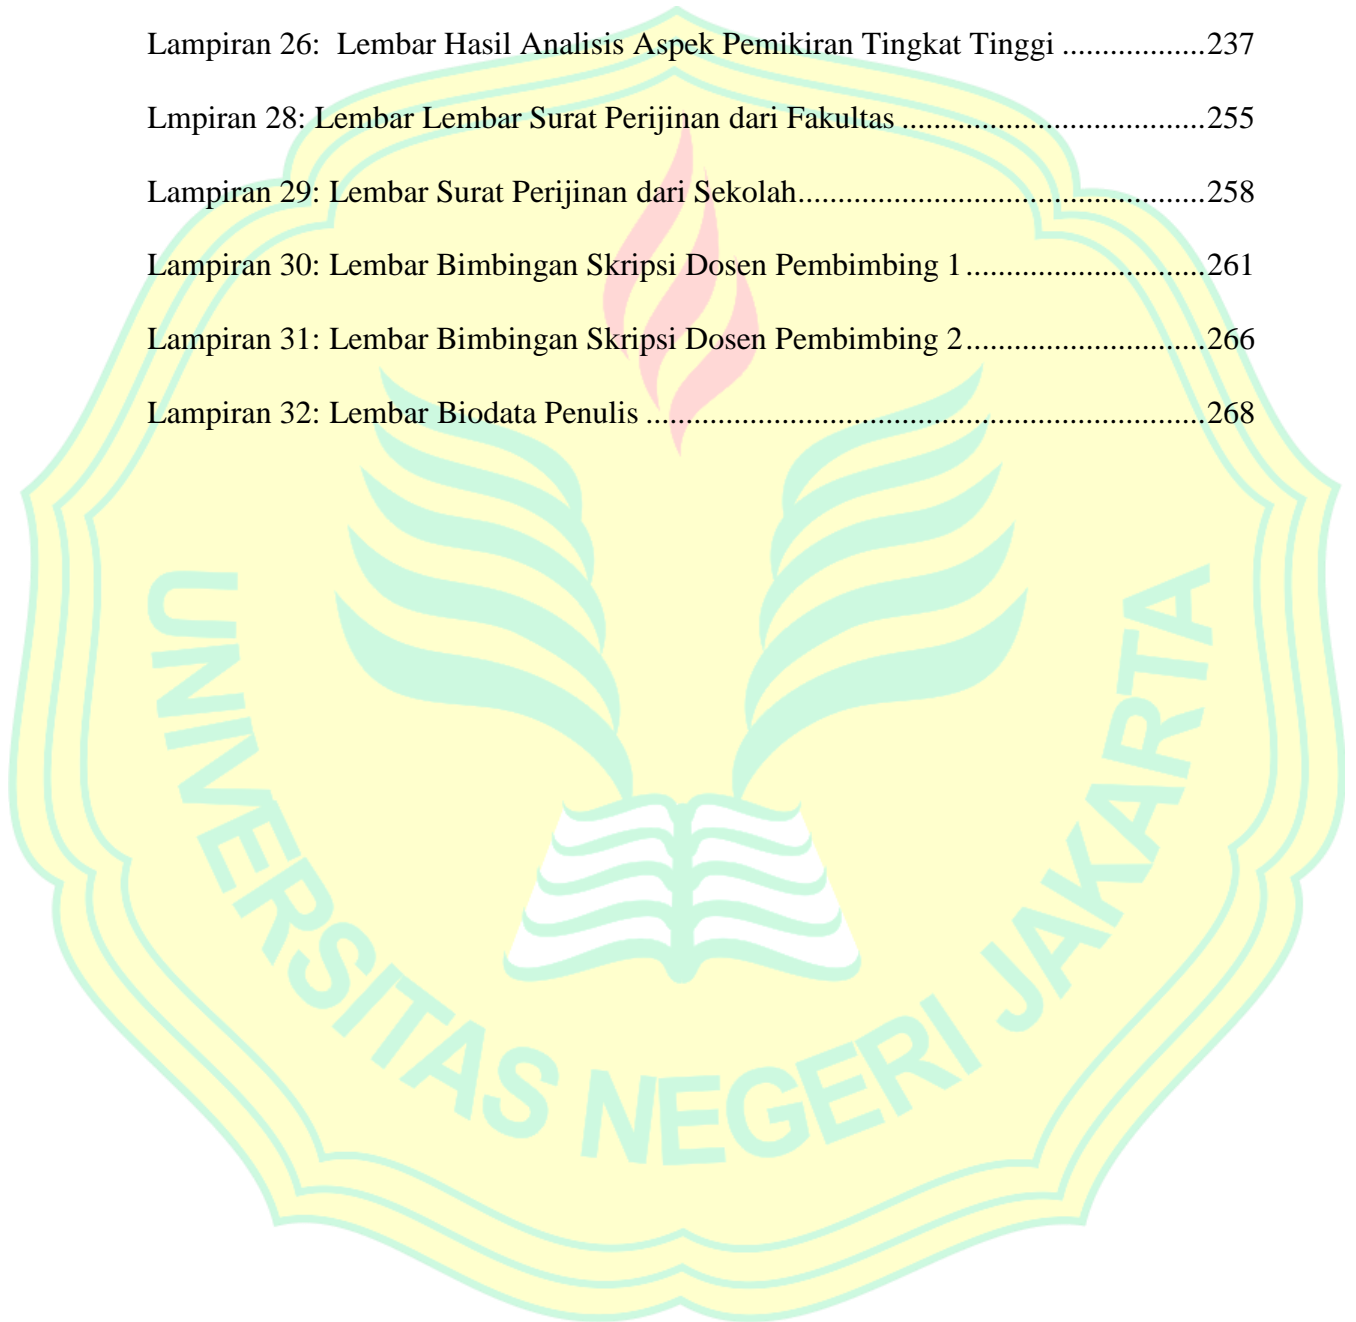 Lampiran 26:  Lembar Hasil Analisis Aspek Pemikiran Tingkat Tinggi ..................237
Lmpiran 28: Lembar Lembar Surat Perijinan dari Fakultas ......................................255
Lampiran 29: Lembar Surat Perijinan dari Sekolah...................................................258
Lampiran 30: Lembar Bimbingan Skripsi Dosen Pembimbing 1..............................261
Lampiran 31: Lembar Bimbingan Skripsi Dosen Pembimbing 2..............................266
Lampiran 32: Lembar Biodata Penulis ......................................................................268
UNIVERSITAS NEGERI JAKARTA